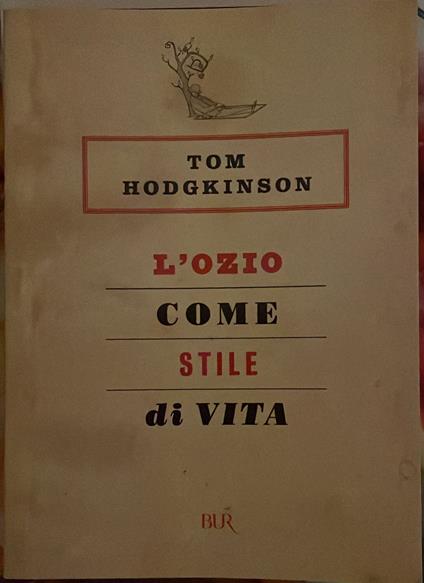 TOM
HODGKINSON
L'OZIO
COME
STILE
di VITA
BUR